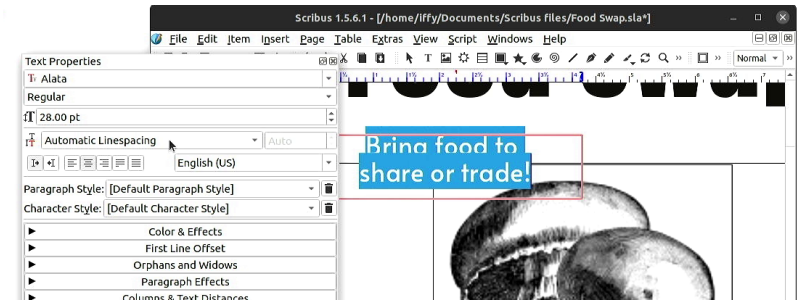 Scribus 1.5.6.1 - [/home/iffy/Documents/Scribus files/Food Swap.sla*]
File Edit Item Insert Page Table Extras View Script Windows Help
Normal
Text Properties
Alata
Regular
28.00 pt
Automatic Linespacing
Auto
English (US)
Paragraph Style: [Default Paragraph Style]
Character Style: [Default Character Style]
Color & Effects
First Line Offset
Orphans and Widows
Paragraph Effects
Columns & Text Distances
Bring food to
share or trade!